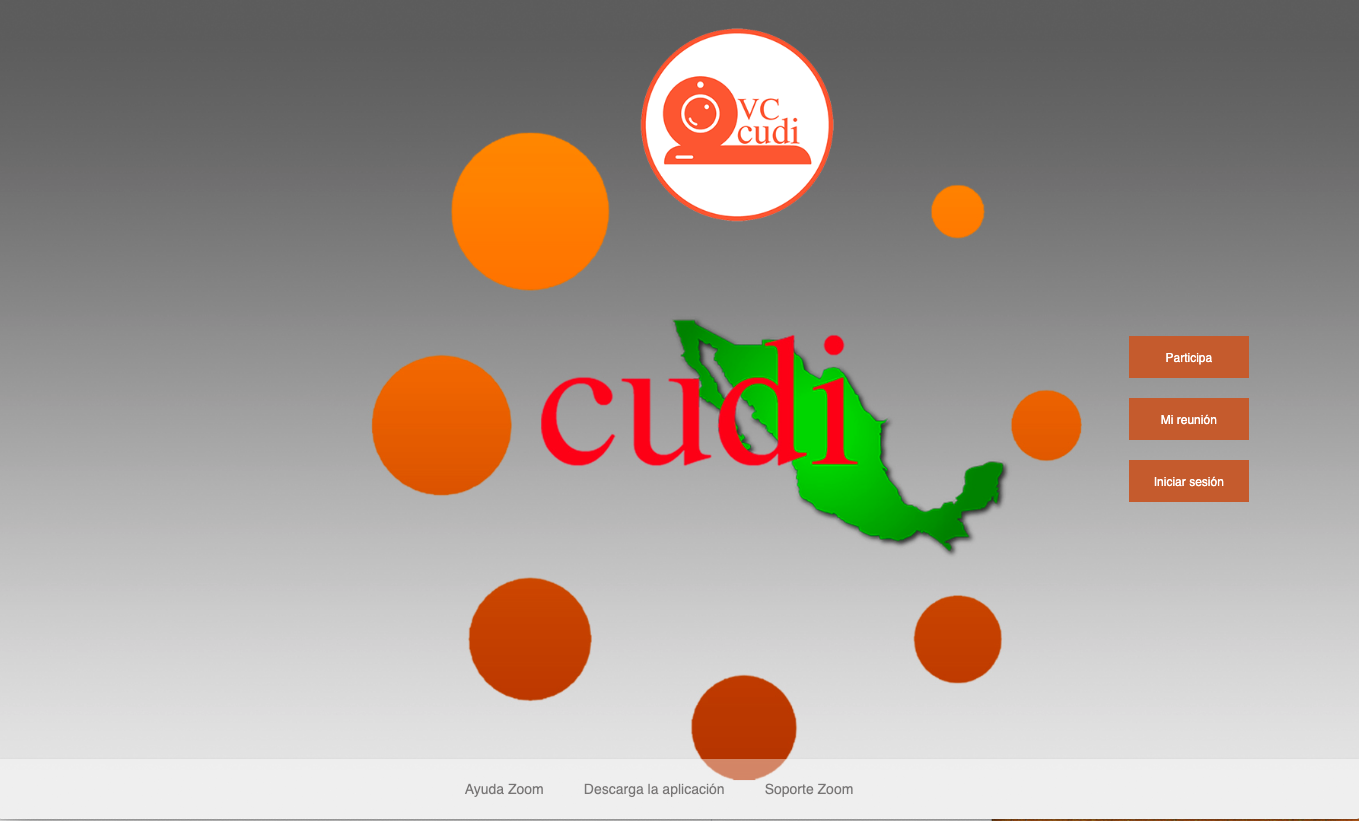 VC
cudi
cudi
Participa
Mi reunión
Iniciar sesión
Ayuda Zoom
Descarga la aplicación
Soporte Zoom